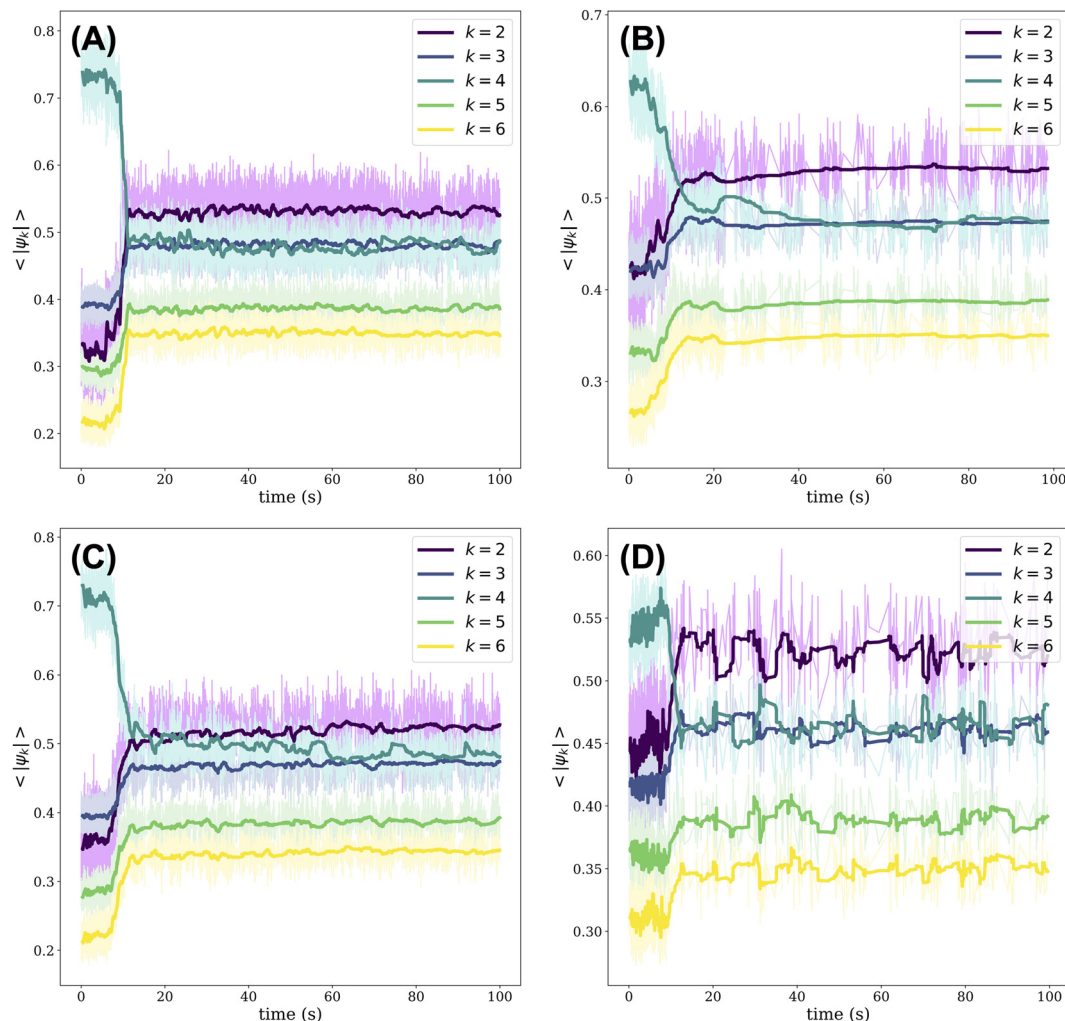 (A)
0.8
0.7
0.6
0.5
0.4
0.3
0.2
< |ψk| >
0
20
40
60
80
100
time (s)
k = 2
k = 3
k = 4
k = 5
k = 6
(B)
0.7
0.6
0.5
0.4
0.3
< |ψk| >
0
20
40
60
80
100
time (s)
k = 2
k = 3
k = 4
k = 5
k = 6
(C)
0.8
0.7
0.6
0.5
0.4
0.3
0.2
< |ψk| >
0
20
40
60
80
100
time (s)
k = 2
k = 3
k = 4
k = 5
k = 6
(D)
0.60
0.55
0.50
0.45
0.40
0.35
0.30
< |ψk| >
0
20
40
60
80
100
time (s)
k = 2
k = 3
k = 4
k = 5
k = 6